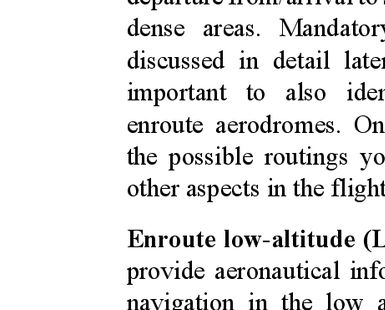 departure from/arrival to
dense areas. Mandatory
discussed in detail later
important to also iden
enroute aerodromes. On
the possible routings yo
other aspects in the flight
Enroute low-altitude (L
provide aeronautical info
navigation in the low a